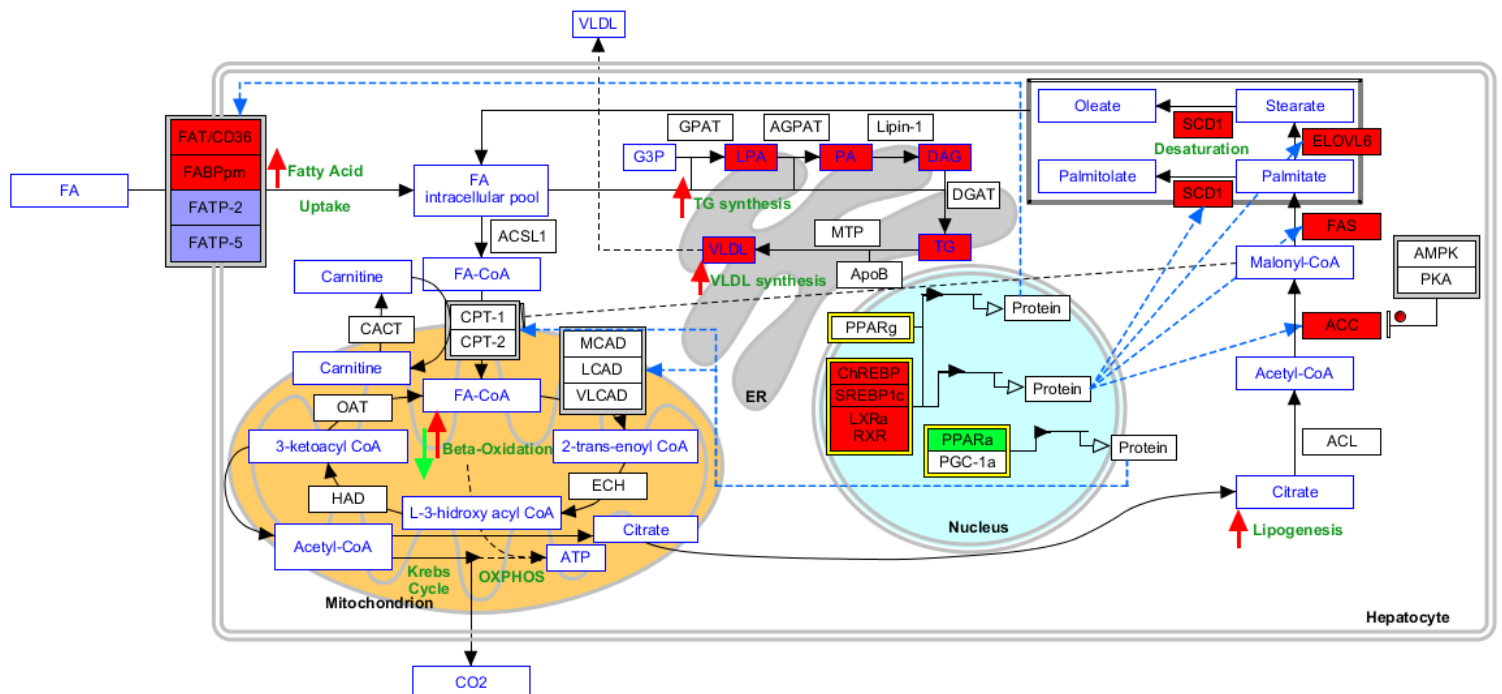 VLDL
FAT/CD36
FABPpm
FATP-2
FATP-5
FA
Fatty Acid
Uptake
FA
intracellular pool
ACSL1
FA-CoA
GPAT
AGPAT
Lipin-1
G3P
LPA
PA
DAG
TG synthesis
DGAT
MTP
VLDL
TG
ApoB
VLDL synthesis
ER
Oleate
Stearate
SCD1
Desaturation
ELOVL6
Palmitolate
Palmitate
SCD1
FAS
Malonyl-CoA
AMPK
PKA
ACC
Acetyl-CoA
ACL
Citrate
Lipogenesis
Carnitine
CACT
Carnitine
CPT-1
CPT-2
MCAD
LCAD
VLCAD
FA-CoA
OAT
3-ketoacyl CoA
Beta-Oxidation
2-trans-enoyl CoA
HAD
ECH
L-3-hidroxy acyl CoA
Acetyl-CoA
Citrate
ATP
Krebs
Cycle
OXPHOS
Mitochondrion
CO2
PPARg
Protein
ChREBP
SREBP1c
LXRa
RXR
Protein
PPARa
PGC-1a
Protein
Nucleus
Hepatocyte